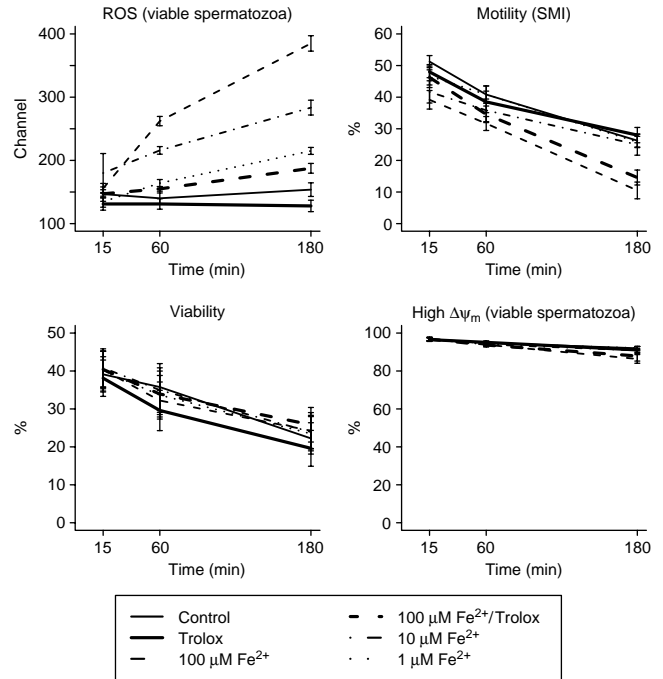 ROS (viable spermatozoa)
400
300
200
150
100
Channel
15 60 180
Time (min)
Motility (SMI)
60
50
40
30
20
10
0
%
15 60 180
Time (min)
Viability
50
40
30
20
10
0
%
15 60 180
Time (min)
High Δψm (viable spermatozoa)
100
80
60
40
20
0
%
15 60 180
Time (min)
Control
Trolox
100 μM Fe²⁺
100 μM Fe²⁺/Trolox
10 μM Fe²⁺
1 μM Fe²⁺